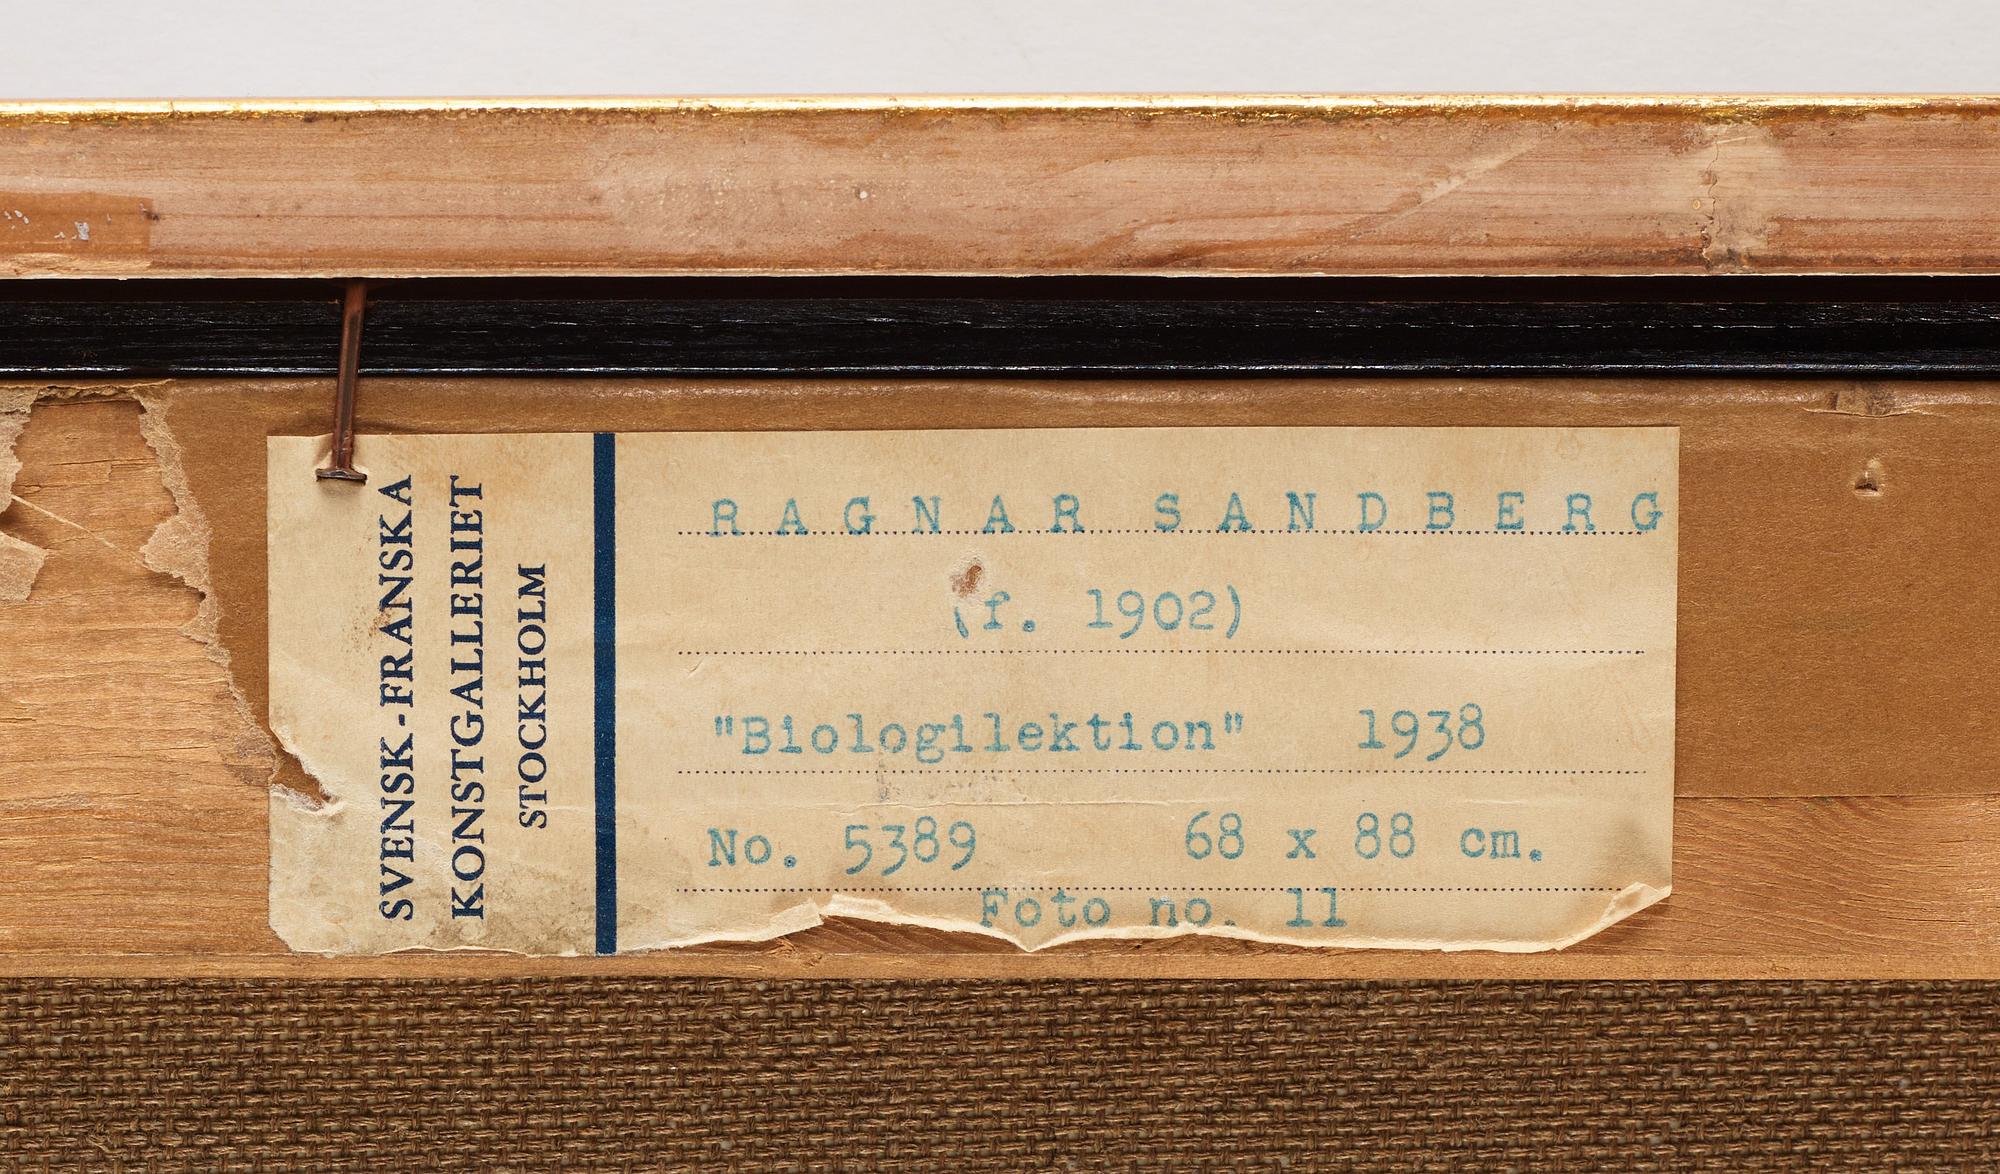 SVENSK-FRANSKA
KONSTGALLERIET
STOCKHOLM
RAGNAR SANDBERG
(f. 1902)
"Biologilektion" 1938
No. 5389 68 x 88 cm.
Foto no. 11